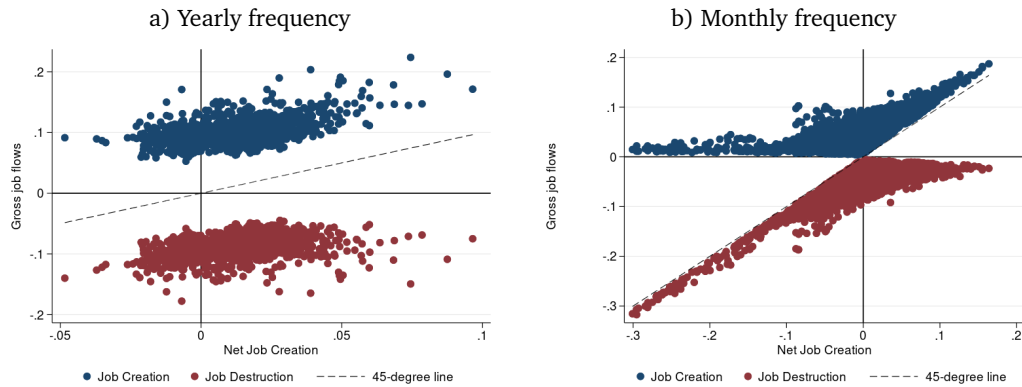 a) Yearly frequency
.2
.1
0
-.1
-.2
Gross job flows
-.05
0
.05
.1
Net Job Creation
Job Creation
Job Destruction
45-degree line
b) Monthly frequency
.2
.1
0
-.1
-.2
-.3
Gross job flows
-.3
-.2
-.1
0
.1
.2
Net Job Creation
Job Creation
Job Destruction
45-degree line